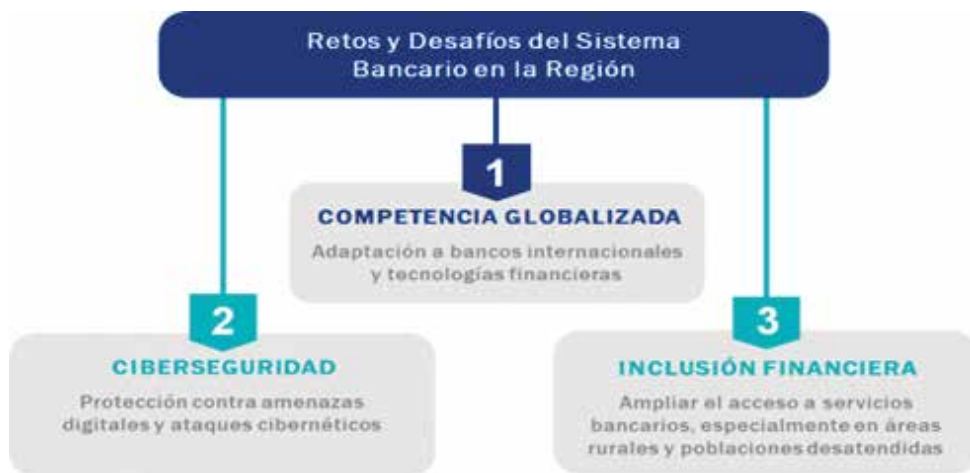 Retos y Desafíos del Sistema
Bancario en la Región
1
COMPETENCIA GLOBALIZADA
Adaptación a bancos internacionales
y tecnologías financieras
2
CIBERSEGURIDAD
Protección contra amenazas
digitales y ataques cibernéticos
3
INCLUSIÓN FINANCIERA
Ampliar el acceso a servicios
bancarios, especialmente en áreas
rurales y poblaciones desatendidas